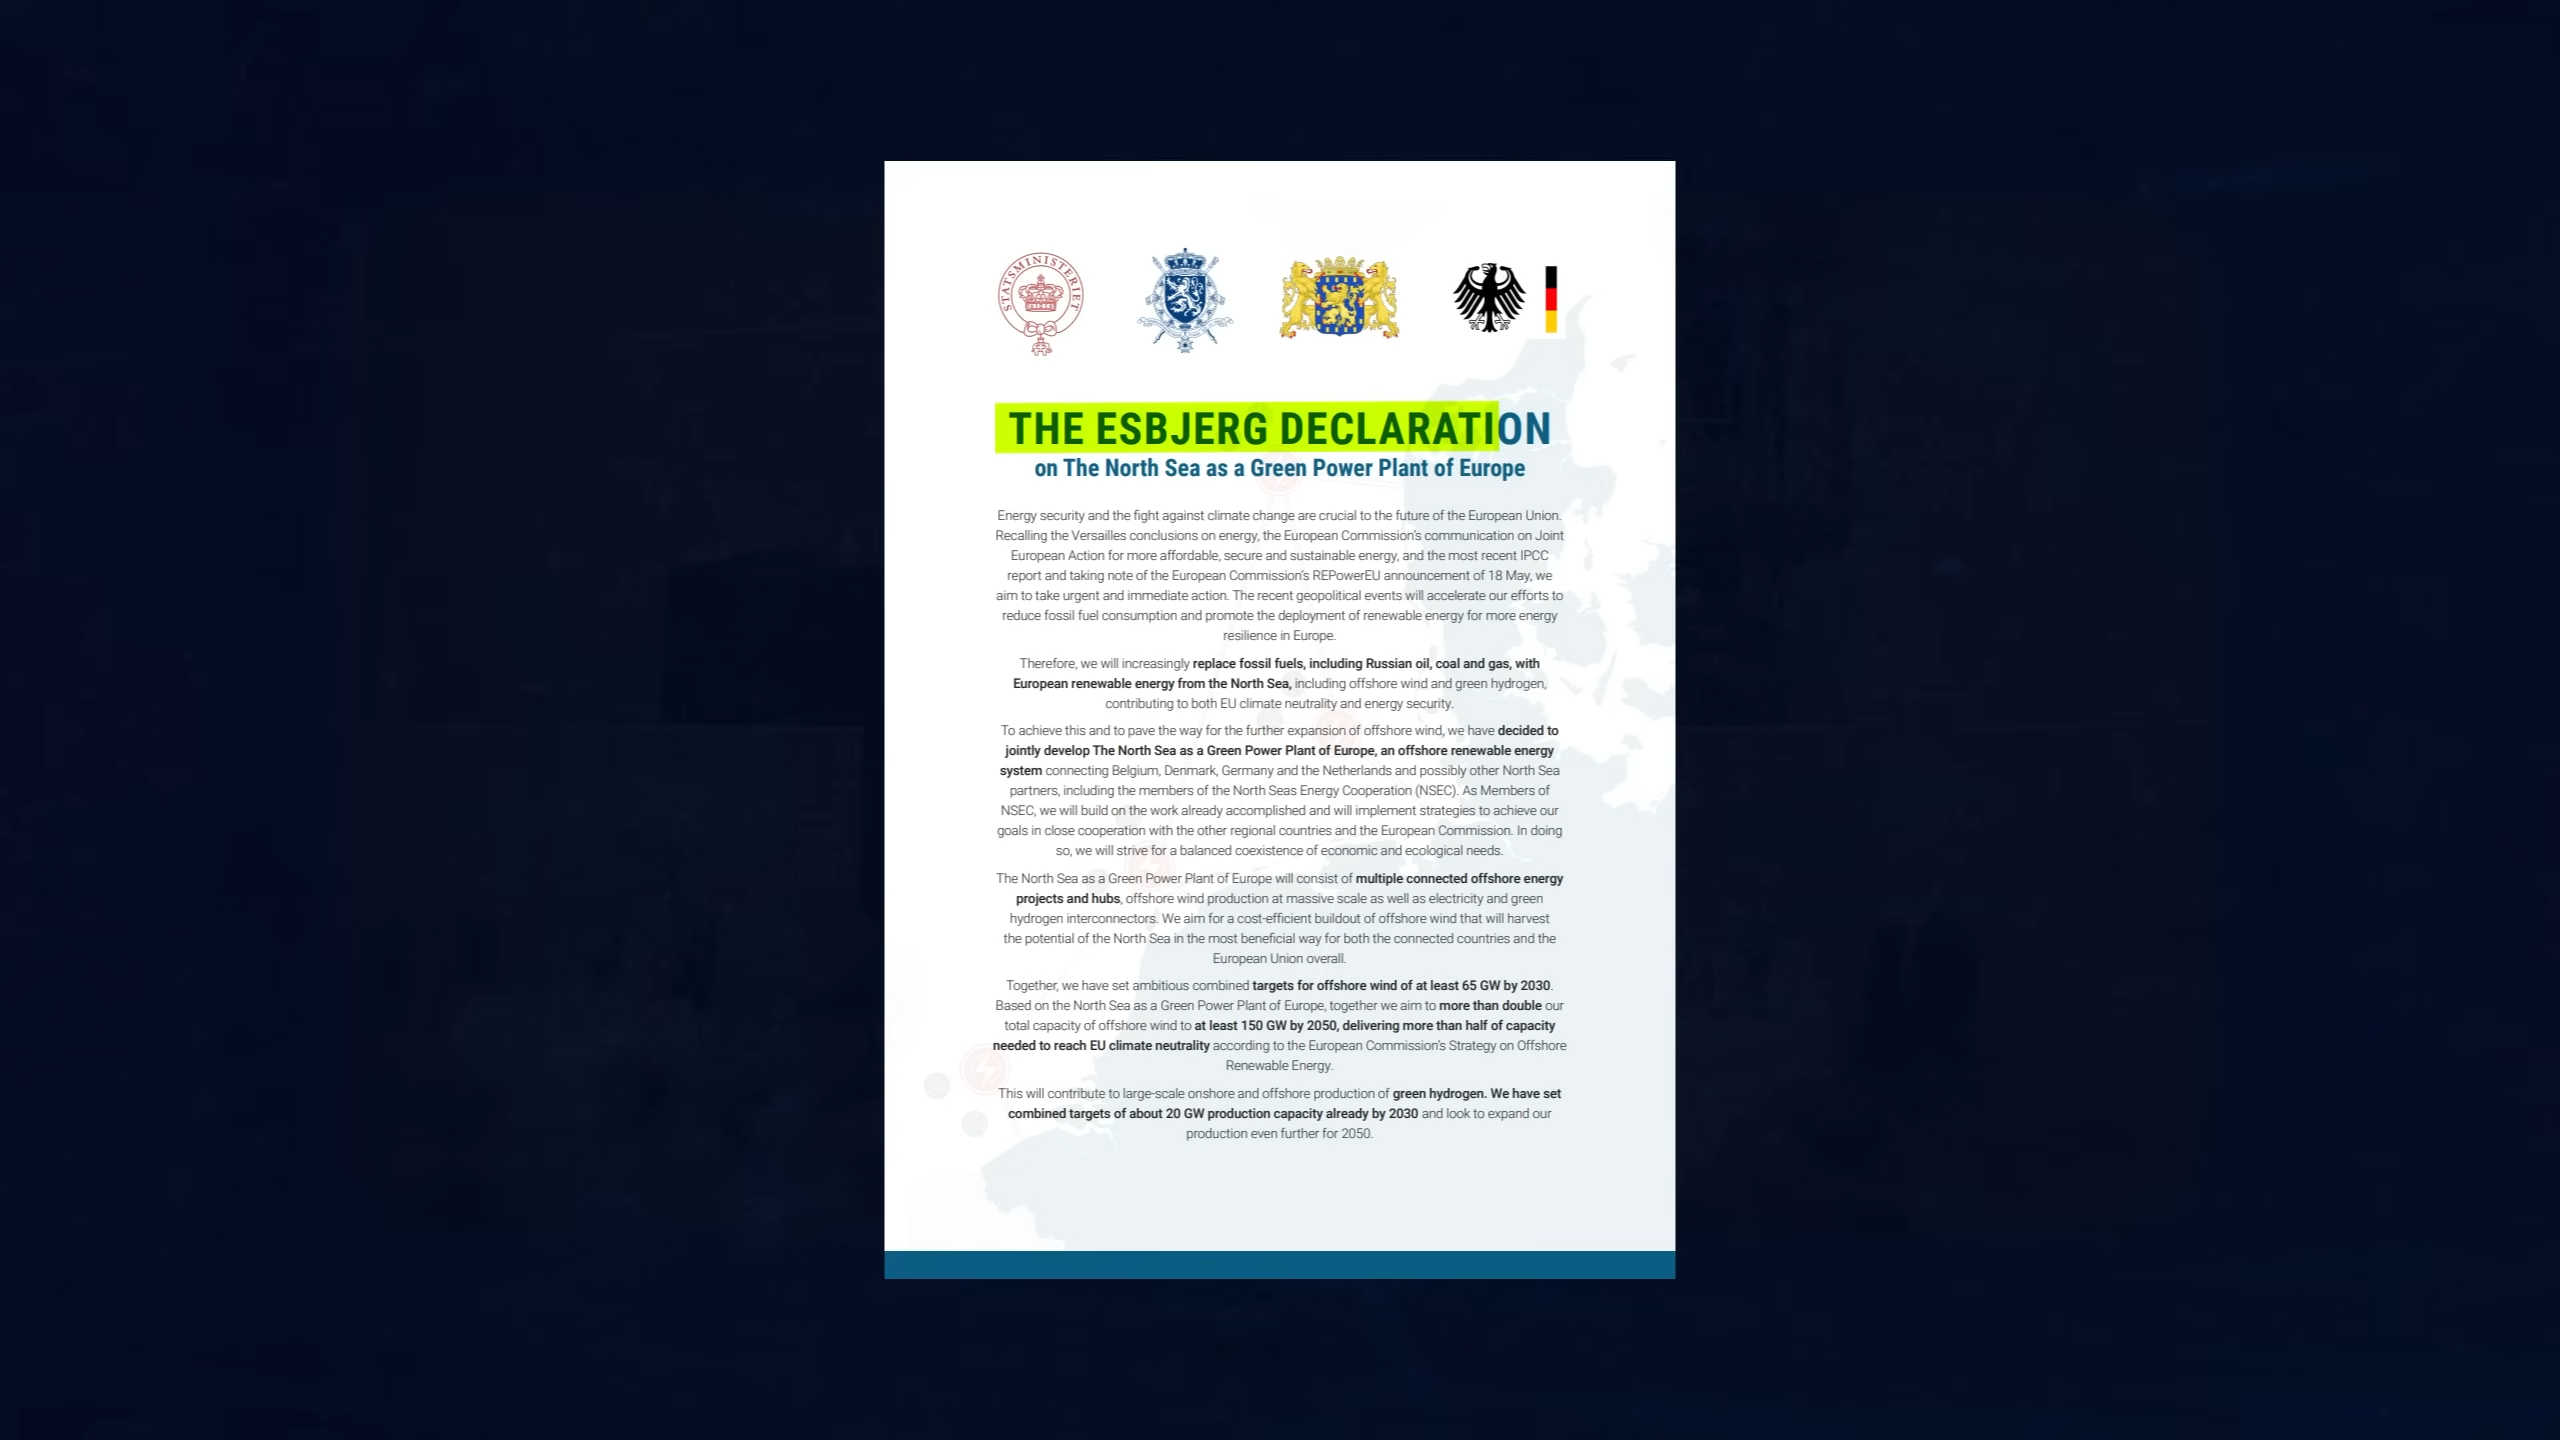 STATSMINISTERIET
THE ESBJERG DECLARATION
on The North Sea as a Green Power Plant of Europe
Energy security and the fight against climate change are crucial to the future of the European Union.
Recalling the Versailles conclusions on energy, the European Commission's communication on Joint
European Action for more affordable, secure and sustainable energy, and the most recent IPCC
report and taking note of the European Commission's REPowerEU announcement of 18 May, we
aim to take urgent and immediate action. The recent geopolitical events will accelerate our efforts to
reduce fossil fuel consumption and promote the deployment of renewable energy for more energy
resilience in Europe.
Therefore, we will increasingly replace fossil fuels, including Russian oil, coal and gas, with
European renewable energy from the North Sea, including offshore wind and green hydrogen,
contributing to both EU climate neutrality and energy security.
To achieve this and to pave the way for the further expansion of offshore wind, we have decided to
jointly develop The North Sea as a Green Power Plant of Europe, an offshore renewable energy
system connecting Belgium, Denmark, Germany and the Netherlands and possibly other North Sea
partners, including the members of the North Seas Energy Cooperation (NSEC). As Members of
NSEC, we will build on the work already accomplished and will implement strategies to achieve our
goals in close cooperation with the other regional countries and the European Commission. In doing
so, we will strive for a balanced coexistence of economic and ecological needs.
The North Sea as a Green Power Plant of Europe will consist of multiple connected offshore energy
projects and hubs, offshore wind production at massive scale as well as electricity and green
hydrogen interconnectors. We aim for a cost-efficient buildout of offshore wind that will harvest
the potential of the North Sea in the most beneficial way for both the connected countries and the
European Union overall.
Together, we have set ambitious combined targets for offshore wind of at least 65 GW by 2030.
Based on the North Sea as a Green Power Plant of Europe, together we aim to more than double our
total capacity of offshore wind to at least 150 GW by 2050, delivering more than half of capacity
needed to reach EU climate neutrality according to the European Commission's Strategy on Offshore
Renewable Energy.
This will contribute to large-scale onshore and offshore production of green hydrogen. We have set
combined targets of about 20 GW production capacity already by 2030 and look to expand our
production even further for 2050.